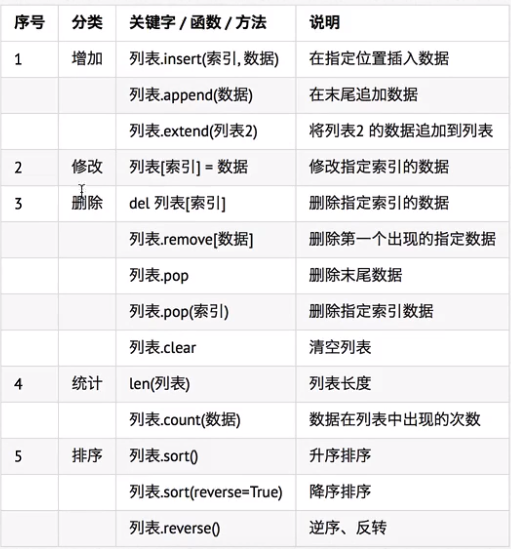 序号 分类 关键字 / 函数 / 方法 说明
1 增加 列表.insert(索引, 数据) 在指定位置插入数据
列表.append(数据) 在末尾追加数据
列表.extend(列表2) 将列表2 的数据追加到列表
2 修改 列表[索引] = 数据 修改指定索引的数据
3 删除 del 列表[索引] 删除指定索引的数据
列表.remove[数据] 删除第一个出现的指定数据
列表.pop 删除末尾数据
列表.pop(索引) 删除指定索引数据
列表.clear 清空列表
4 统计 len(列表) 列表长度
列表.count(数据) 数据在列表中出现的次数
5 排序 列表.sort() 升序排序
列表.sort(reverse=True) 降序排序
列表.reverse() 逆序、反转